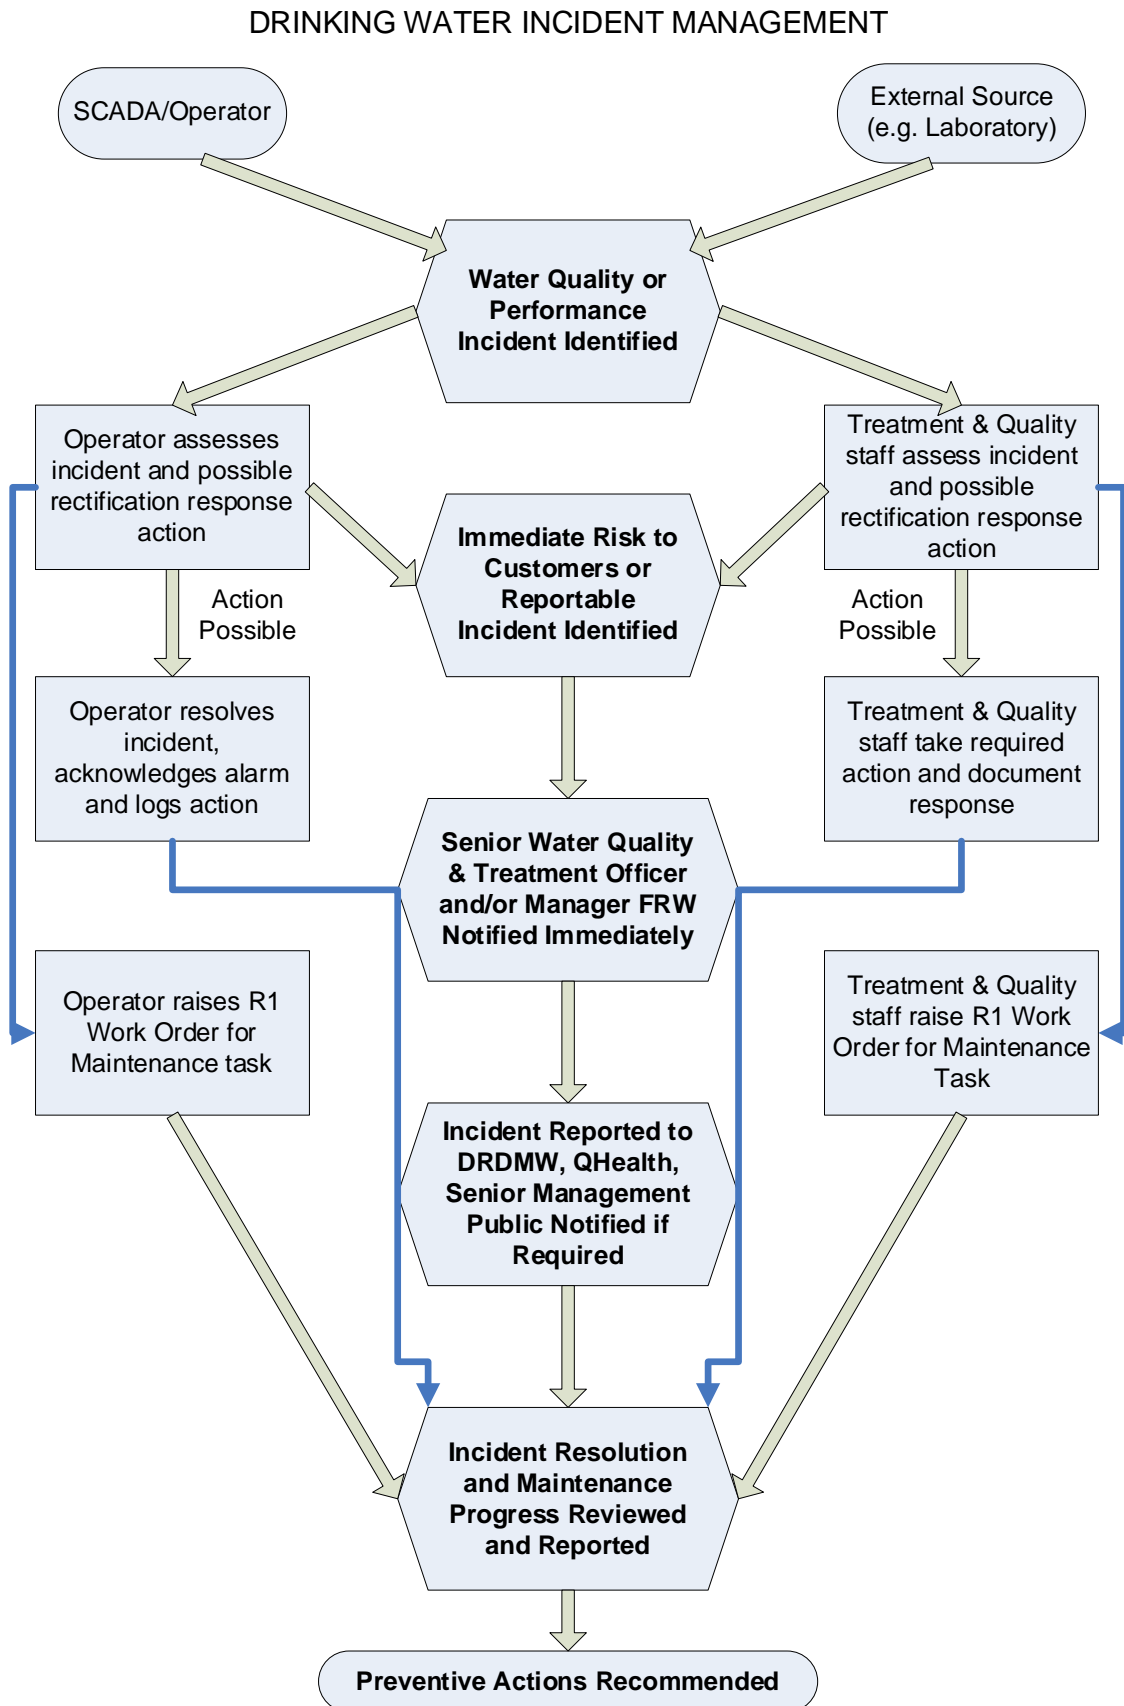 DRINKING WATER INCIDENT MANAGEMENT
SCADA/Operator
External Source
(e.g. Laboratory)
Water Quality or
Performance
Incident Identified
Operator assesses
incident and possible
rectification response
action
Treatment & Quality
staff assess incident
and possible
rectification response
action
Immediate Risk to
Customers or
Reportable
Incident Identified
Action
Possible
Action
Possible
Operator resolves
incident,
acknowledges alarm
and logs action
Treatment & Quality
staff take required
action and document
response
Senior Water Quality
& Treatment Officer
and/or Manager FRW
Notified Immediately
Operator raises R1
Work Order for
Maintenance task
Treatment & Quality
staff raise R1 Work
Order for Maintenance
Task
Incident Reported to
DRDMW, QHealth,
Senior Management
Public Notified if
Required
Incident Resolution
and Maintenance
Progress Reviewed
and Reported
Preventive Actions Recommended